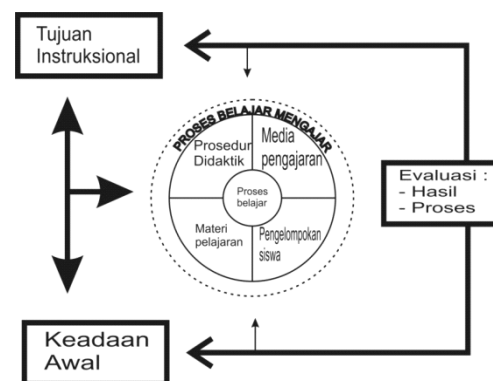 Tujuan
Instruksional
PROSES BELAJAR MENGAJAR
Prosedur
Didaktik
Media
pengajaran
Proses
belajar
Materi
pelajaran
Pengelompokan
siswa
Evaluasi :
- Hasil
- Proses
Keadaan
Awal